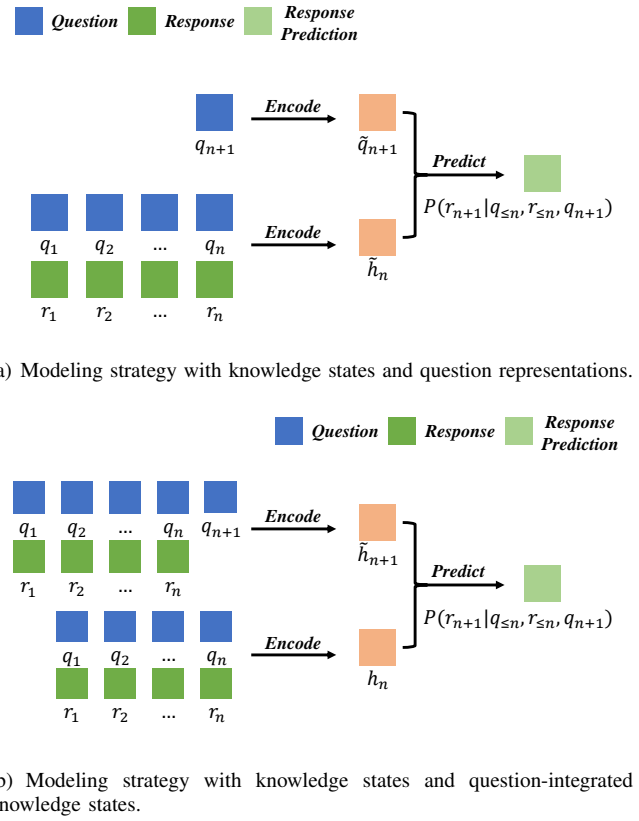 Question Response Response
Prediction
Encode
q_{n+1} q̃_{n+1}
Predict
P(r_{n+1}|q_{≤n}, r_{≤n}, q_{n+1})
q_1 q_2 ... q_n Encode
h̃_n
r_1 r_2 ... r_n
a) Modeling strategy with knowledge states and question representations.
Question Response Response
Prediction
q_1 q_2 ... q_n q_{n+1} Encode
h̃_{n+1}
r_1 r_2 ... r_n
Predict
P(r_{n+1}|q_{≤n}, r_{≤n}, q_{n+1})
q_1 q_2 ... q_n Encode
h_n
r_1 r_2 ... r_n
b) Modeling strategy with knowledge states and question-integrated
nowledge states.